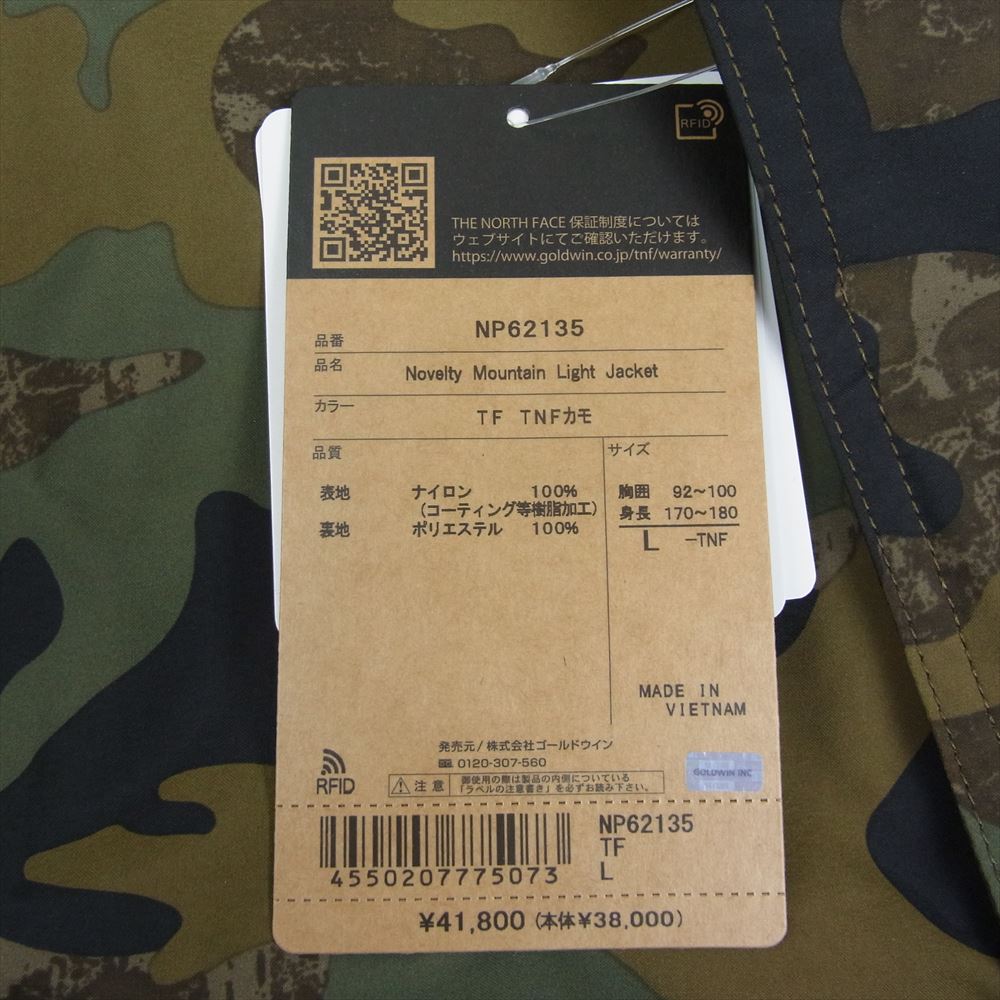 RFID
THE NORTH FACE 保証制度については
ウェブサイトにてご確認いただけます。
https://www.goldwin.co.jp/tnf/warranty/
品番 NP62135
品名 Novelty Mountain Light Jacket
カラー TF TNFカモ
品質
表地 ナイロン 100%
(コーティング等樹脂加工)
裏地 ポリエステル 100%
サイズ
胸囲 92～100
身長 170～180
L -TNF
MADE IN
VIETNAM
発売元/株式会社ゴールドウイン
0120-307-560
RFID
注意
御使用の際は製品の内側についている
「ラベルの注意書き」を必ずお読み下さい。
GOLDWIN INC
4550207775073
NP62135
TF
L
¥41,800(本体¥38,000)